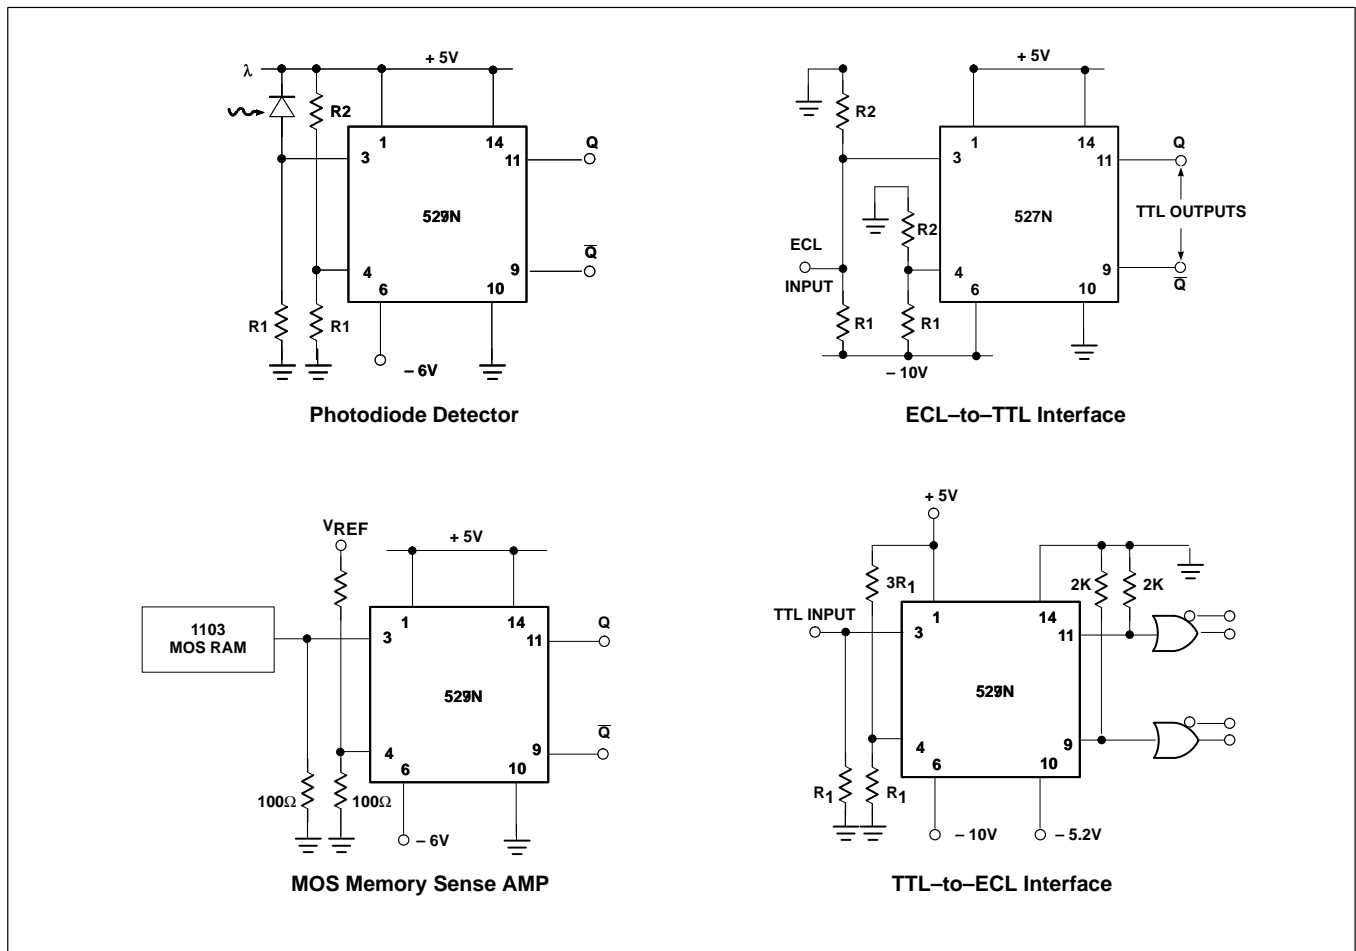 + 5V
λ
R2
1
14
3
11
Q
4
9
Q̅
6
10
R1
R1
– 6V
Photodiode Detector
+ 5V
R2
1
14
3
11
Q
527N
TTL OUTPUTS
R2
ECL
INPUT
4
9
Q̅
6
10
R1
R1
– 10V
ECL–to–TTL Interface
VREF
+ 5V
1103
MOS RAM
1
14
3
11
Q
4
9
Q̅
6
10
100Ω
100Ω
– 6V
MOS Memory Sense AMP
+ 5V
3R1
2K
2K
TTL INPUT
1
14
3
11
4
9
6
10
R1
R1
– 10V
– 5.2V
TTL–to–ECL Interface